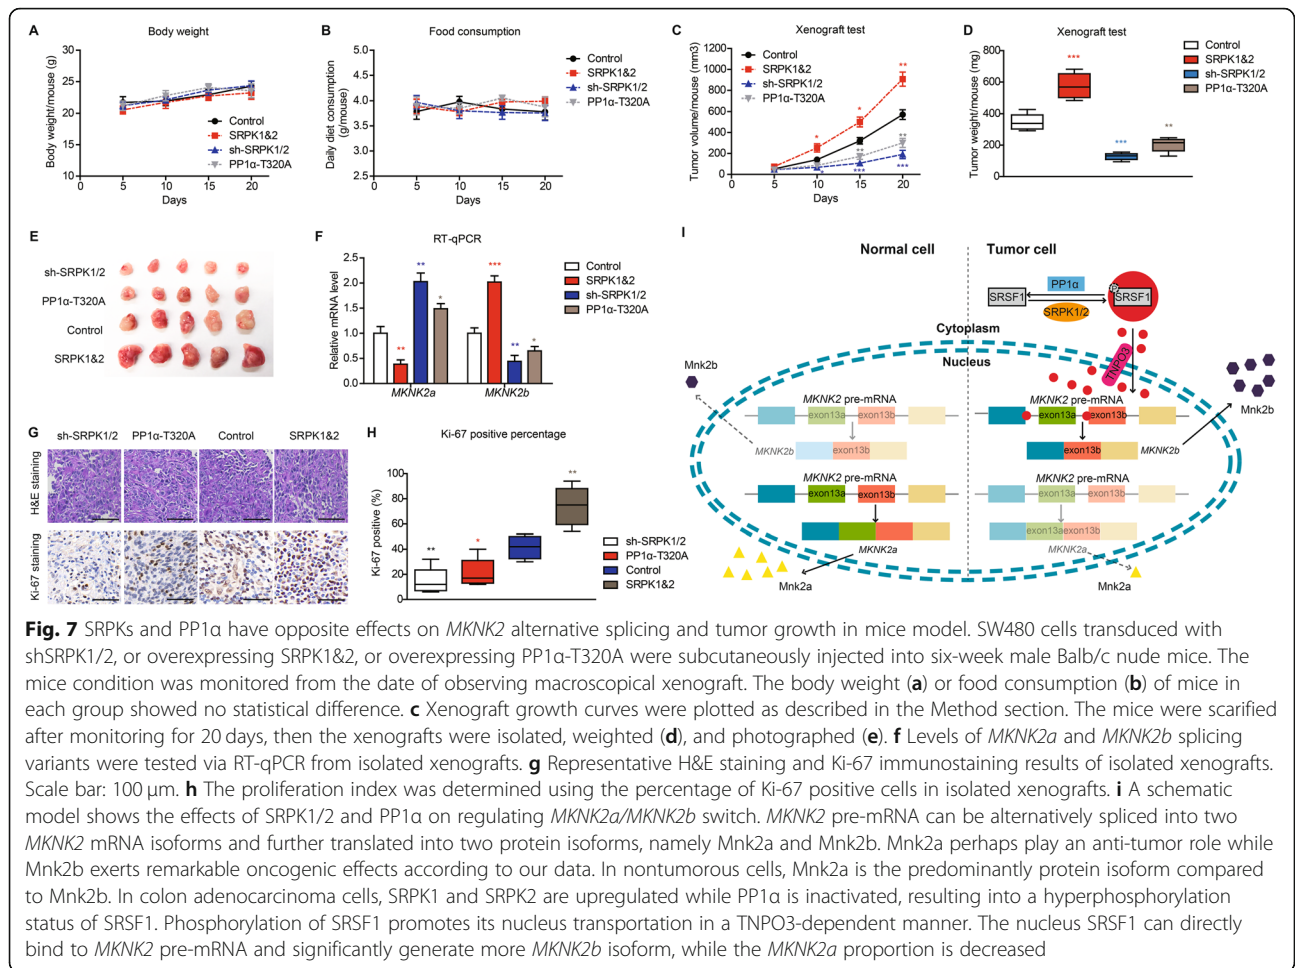 A
Body weight
Body weight/mouse (g)
30
25
20
15
10
0
5
10
15
20
Days
Control
SRPK1&2
sh-SRPK1/2
PP1α-T320A
B
Food consumption
Daily diet consumption
(g/mouse)
5.0
4.5
4.0
3.5
3.0
2.5
0
5
10
15
20
Days
Control
SRPK1&2
sh-SRPK1/2
PP1α-T320A
C
Xenograft test
Tumor volume/mouse (mm3)
1200
1000
800
600
400
200
0
0
5
10
15
20
Days
Control
SRPK1&2
sh-SRPK1/2
PP1α-T320A
*
*
**
**
**
*
***
***
D
Xenograft test
Tumor weight/mouse (mg)
800
600
400
200
0
***
***
**
Control
SRPK1&2
sh-SRPK1/2
PP1α-T320A
E
sh-SRPK1/2
PP1α-T320A
Control
SRPK1&2
F
RT-qPCR
Relative mRNA level
2.5
2.0
1.5
1.0
0.5
0.0
**
**
*
***
**
*
MKNK2a
MKNK2b
Control
SRPK1&2
sh-SRPK1/2
PP1α-T320A
G
sh-SRPK1/2
PP1α-T320A
Control
SRPK1&2
H&E staining
Ki-67 staining
H
Ki-67 positive percentage
Ki-67 positive (%)
100
80
60
40
20
0
**
*
**
sh-SRPK1/2
PP1α-T320A
Control
SRPK1&2
I
Normal cell
Tumor cell
SRSF1
PP1α
SRPK1/2
P
SRSF1
Cytoplasm
Nucleus
TNPO3
Mnk2b
MKNK2 pre-mRNA
exon13a
exon13b
MKNK2b
exon13b
MKNK2 pre-mRNA
exon13a
exon13b
MKNK2a
Mnk2a
MKNK2 pre-mRNA
exon13a
exon13b
exon13b
MKNK2b
Mnk2b
MKNK2 pre-mRNA
exon13a
exon13b
exon13a
exon13b
MKNK2a
Mnk2a
Fig. 7 SRPKs and PP1α have opposite effects on MKNK2 alternative splicing and tumor growth in mice model. SW480 cells transduced with
shSRPK1/2, or overexpressing SRPK1&2, or overexpressing PP1α-T320A were subcutaneously injected into six-week male Balb/c nude mice. The
mice condition was monitored from the date of observing macroscopical xenograft. The body weight (a) or food consumption (b) of mice in
each group showed no statistical difference. c Xenograft growth curves were plotted as described in the Method section. The mice were scarified
after monitoring for 20 days, then the xenografts were isolated, weighted (d), and photographed (e). f Levels of MKNK2a and MKNK2b splicing
variants were tested via RT-qPCR from isolated xenografts. g Representative H&E staining and Ki-67 immunostaining results of isolated xenografts.
Scale bar: 100 μm. h The proliferation index was determined using the percentage of Ki-67 positive cells in isolated xenografts. i A schematic
model shows the effects of SRPK1/2 and PP1α on regulating MKNK2a/MKNK2b switch. MKNK2 pre-mRNA can be alternatively spliced into two
MKNK2 mRNA isoforms and further translated into two protein isoforms, namely Mnk2a and Mnk2b. Mnk2a perhaps play an anti-tumor role while
Mnk2b exerts remarkable oncogenic effects according to our data. In nontumorous cells, Mnk2a is the predominantly protein isoform compared
to Mnk2b. In colon adenocarcinoma cells, SRPK1 and SRPK2 are upregulated while PP1α is inactivated, resulting into a hyperphosphorylation
status of SRSF1. Phosphorylation of SRSF1 promotes its nucleus transportation in a TNPO3-dependent manner. The nucleus SRSF1 can directly
bind to MKNK2 pre-mRNA and significantly generate more MKNK2b isoform, while the MKNK2a proportion is decreased